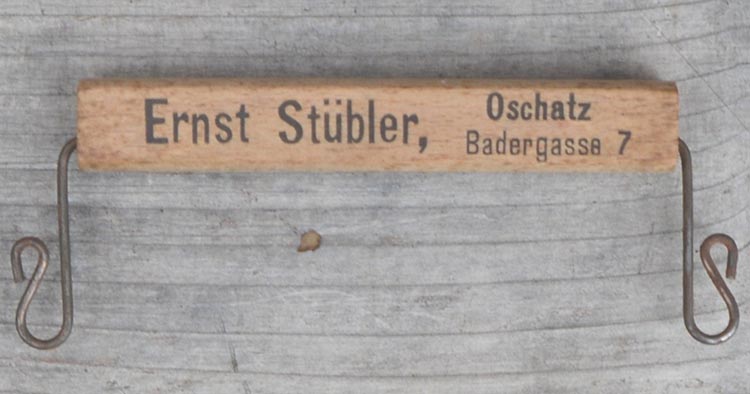 Ernst Stübler,
Oschatz
Badergasse 7